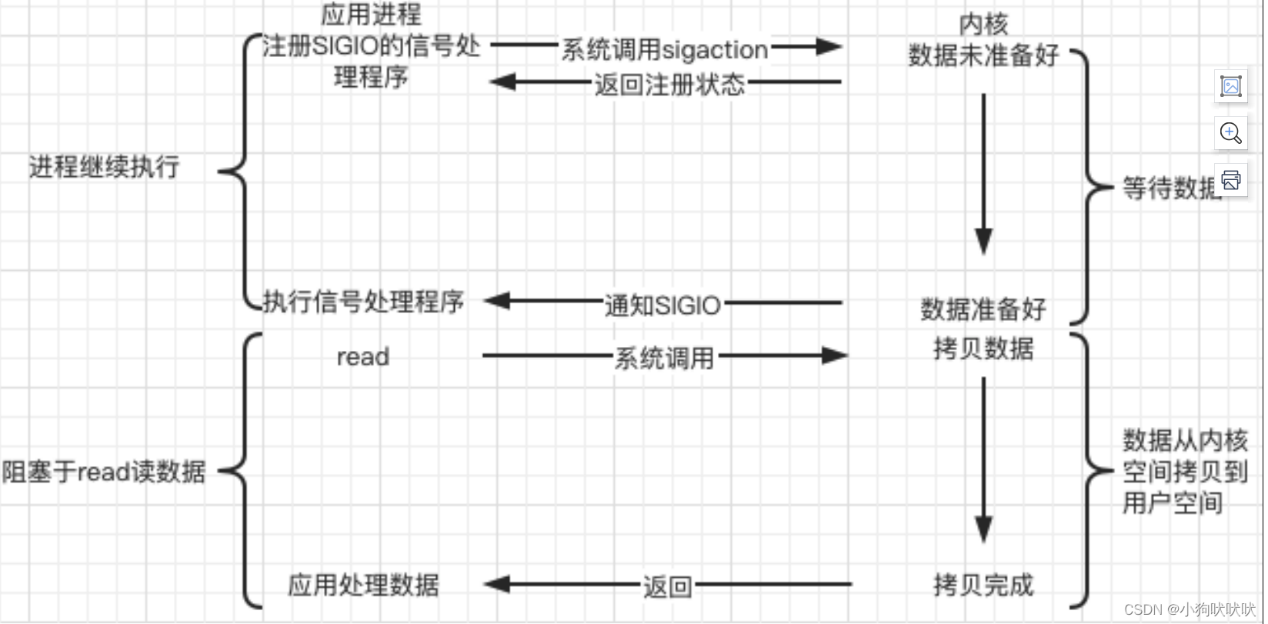 应用进程
注册SIGIO的信号处
理程序
系统调用sigaction
返回注册状态
内核
数据未准备好
进程继续执行
等待数据
执行信号处理程序
通知SIGIO
数据准备好
read
系统调用
拷贝数据
阻塞于read读数据
数据从内核
空间拷贝到
用户空间
应用处理数据
返回
拷贝完成
CSDN @小狗吠吠吠